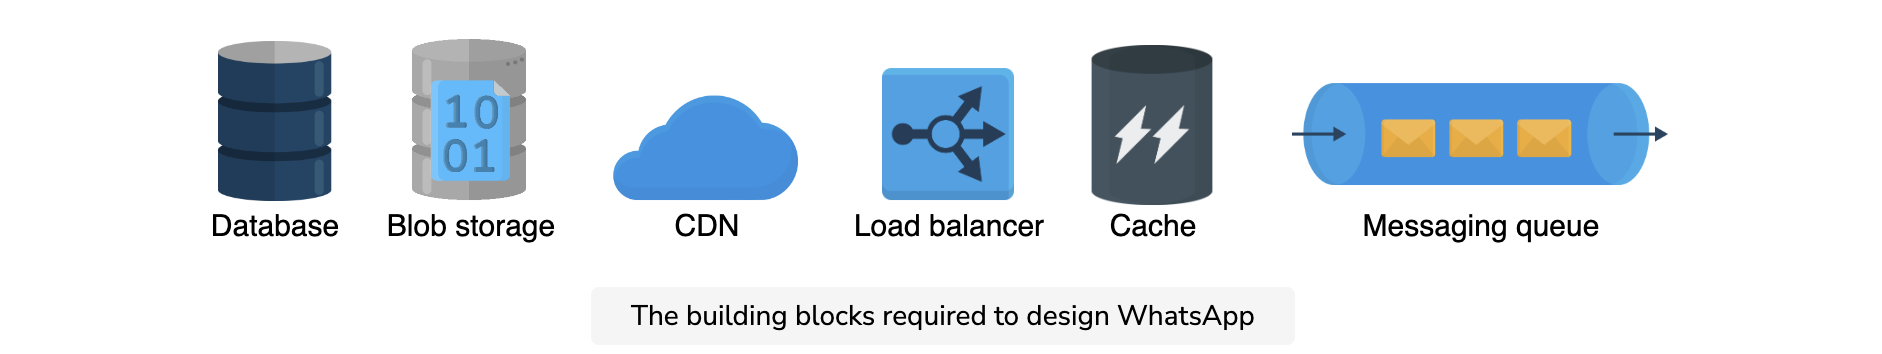 10
01
Database
Blob storage
CDN
Load balancer
Cache
Messaging queue
The building blocks required to design WhatsApp